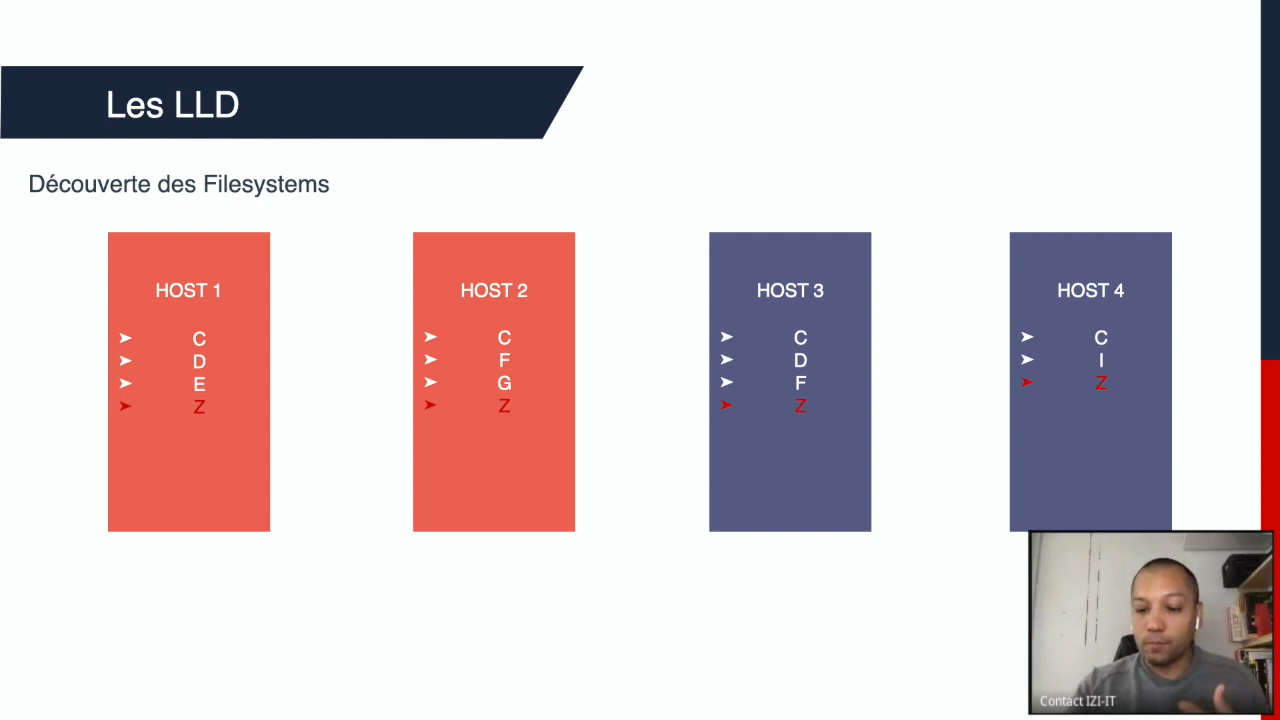 Les LLD
Découverte des Filesystems
HOST 1
➤ C
➤ D
➤ E
➤ Z
HOST 2
➤ C
➤ F
➤ G
➤ Z
HOST 3
➤ C
➤ D
➤ F
➤ Z
HOST 4
➤ C
➤ I
➤ Z
Contact IZI-IT